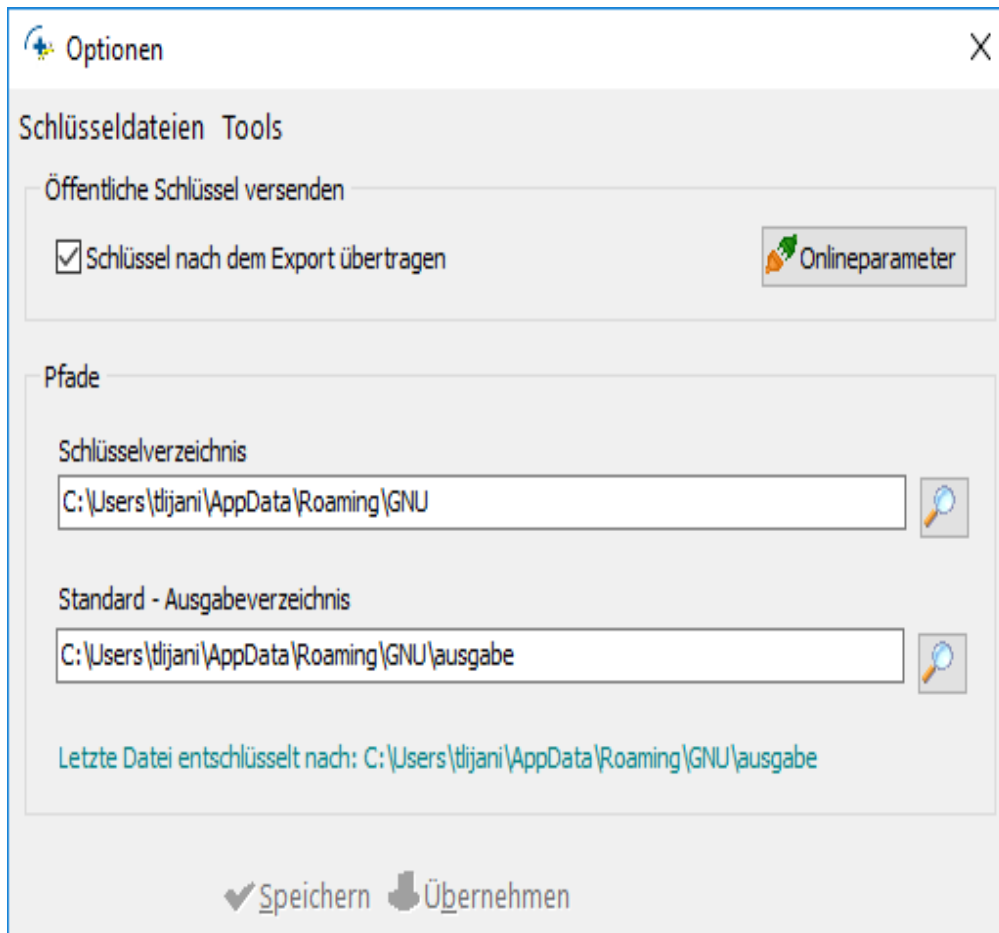 Optionen
Schlüsseldateien Tools
Öffentliche Schlüssel versenden
Schlüssel nach dem Export übertragen Onlineparameter
Pfade
Schlüsselverzeichnis
C:\Users\tlijani\AppData\Roaming\GNU
Standard - Ausgabeverzeichnis
C:\Users\tlijani\AppData\Roaming\GNU\ausgabe
Letzte Datei entschlüsselt nach: C:\Users\tlijani\AppData\Roaming\GNU\ausgabe
Speichern Übernehmen